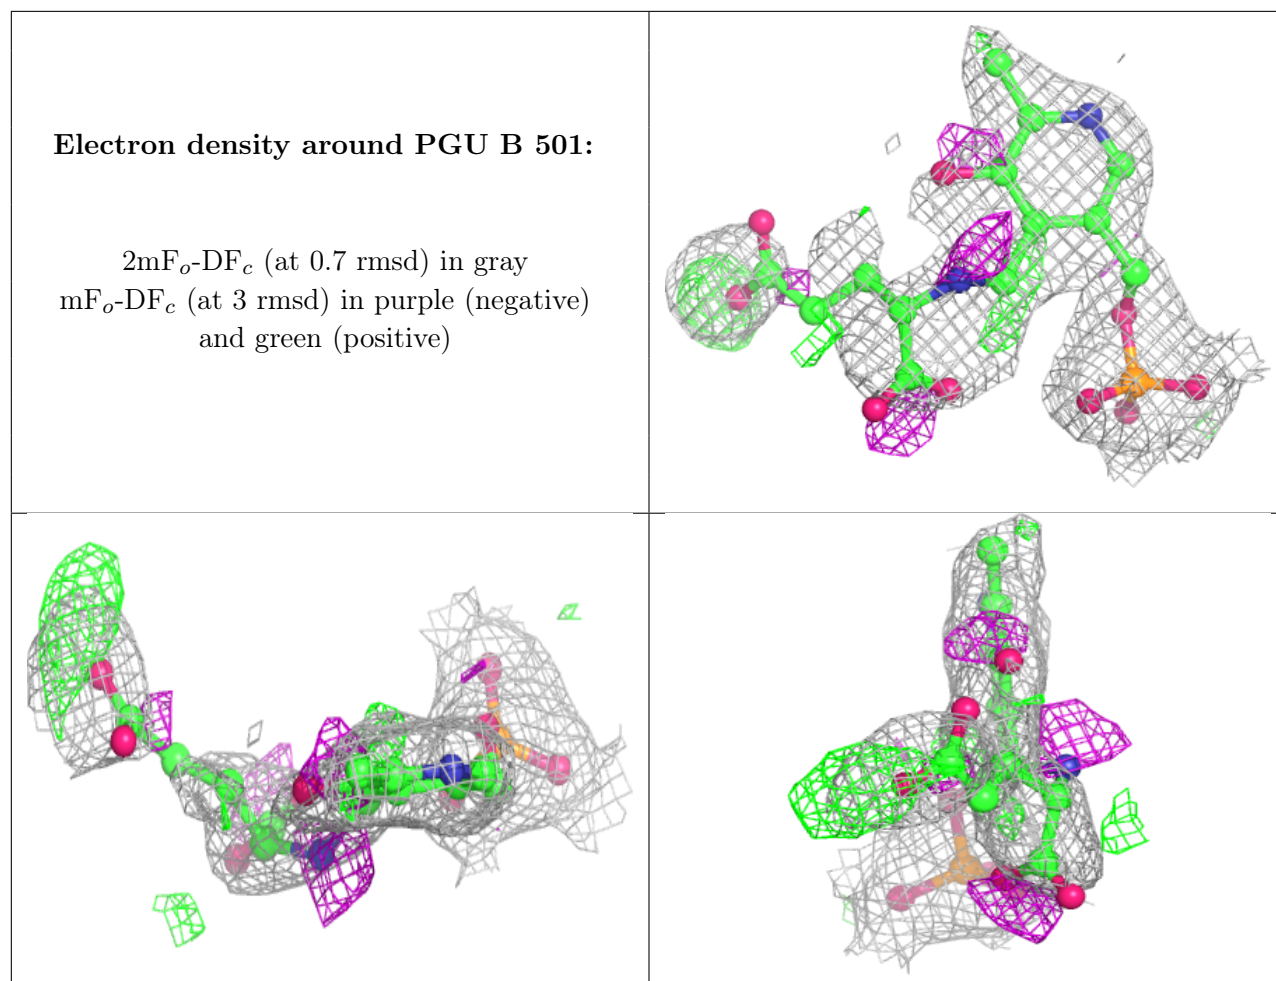 Electron density around PGU B 501:
2mFₒ-DF𝒸 (at 0.7 rmsd) in gray
mFₒ-DF𝒸 (at 3 rmsd) in purple (negative)
and green (positive)